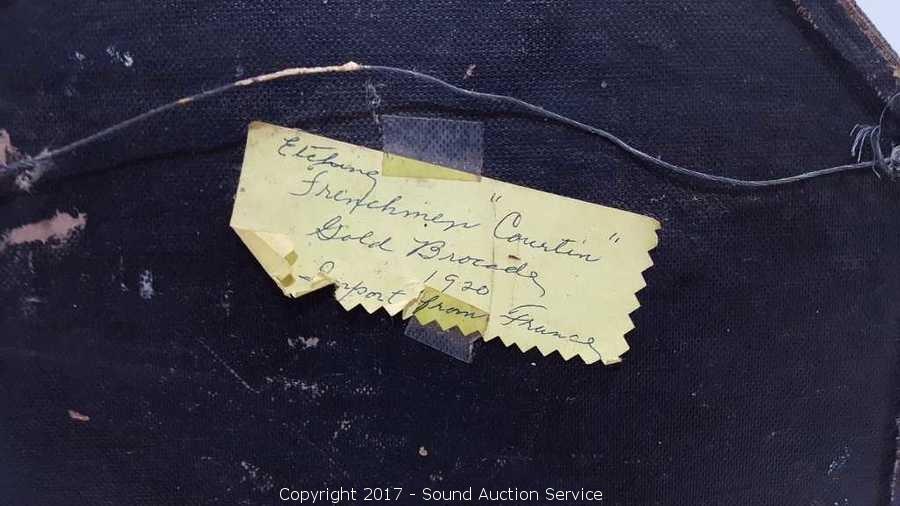 Etching
Frenchmen "Courtin"
Gold Brocade
1920
Import from France
Copyright 2017 - Sound Auction Service